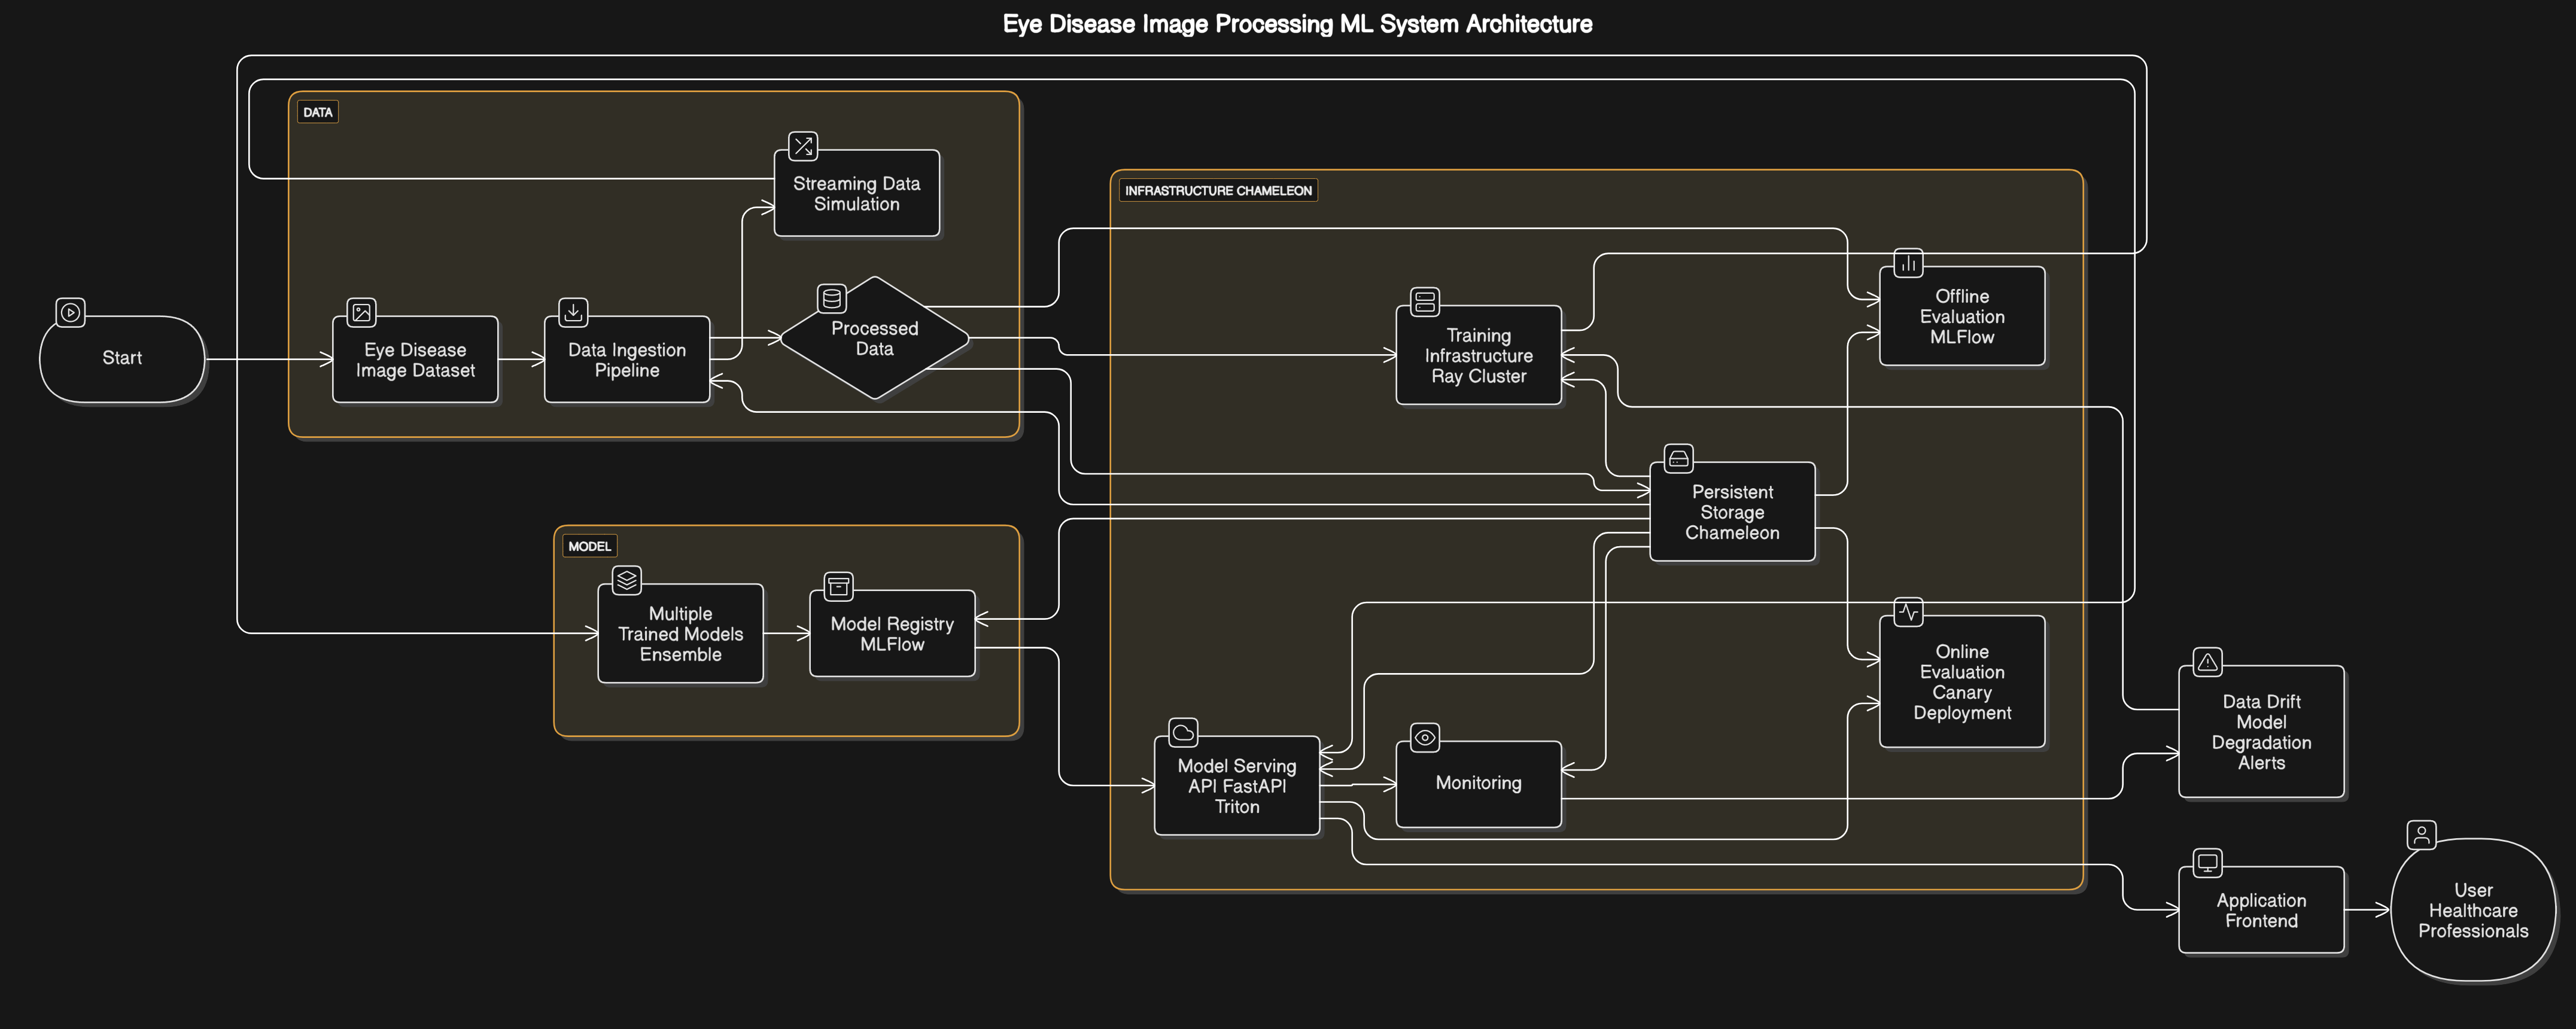 Eye Disease Image Processing ML System Architecture
DATA
Streaming Data
Simulation
INFRASTRUCTURE CHAMELEON
Start
Eye Disease
Image Dataset
Data Ingestion
Pipeline
Processed
Data
Training
Infrastructure
Ray Cluster
Offline
Evaluation
MLFlow
Persistent
Storage
Chameleon
MODEL
Multiple
Trained Models
Ensemble
Model Registry
MLFlow
Online
Evaluation
Canary
Deployment
Model Serving
API FastAPI
Triton
Monitoring
Data Drift
Model
Degradation
Alerts
Application
Frontend
User
Healthcare
Professionals